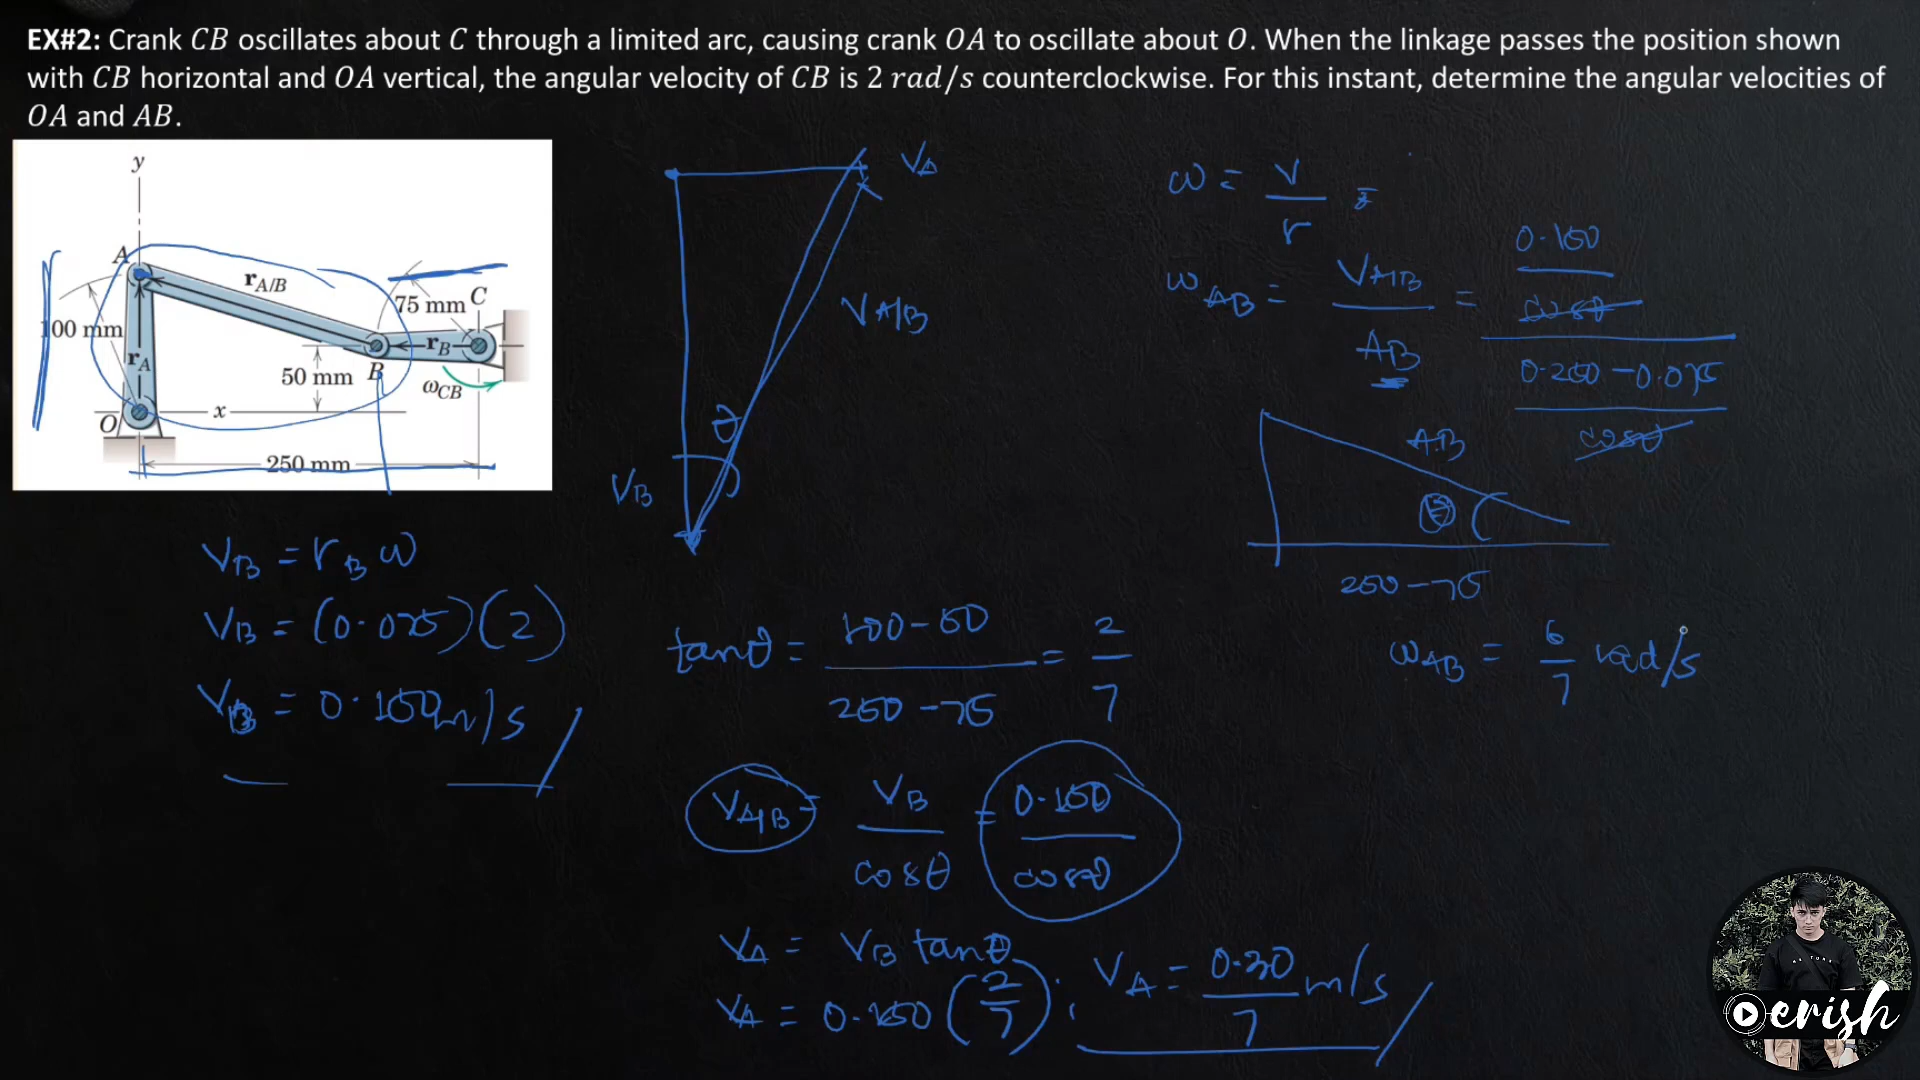 EX#2: Crank CB oscillates about C through a limited arc, causing crank OA to oscillate about O. When the linkage passes the position shown
with CB horizontal and OA vertical, the angular velocity of CB is 2 rad/s counterclockwise. For this instant, determine the angular velocities of
OA and AB.
y
A
r_A/B
75 mm C
100 mm
r_A
r_B
50 mm B
ω_CB
O
x
250 mm
V_B = r_B ω
V_B = (0.075)(2)
V_B = 0.150 m/s
V_A
V_A/B
θ
V_B
tanθ = (100-50)/(250-75) = 2/7
V_A/B = V_B/cosθ = 0.150/cosθ
V_A = V_B tanθ
V_A = 0.150 (2/7) ; V_A = 0.30/7 m/s
ω = V/r =
ω_AB = V_A/B / AB = (0.150/cosθ) / ((0.250-0.075)/cosθ)
AB
θ
250-75
ω_AB = 6/7 rad/s
erish